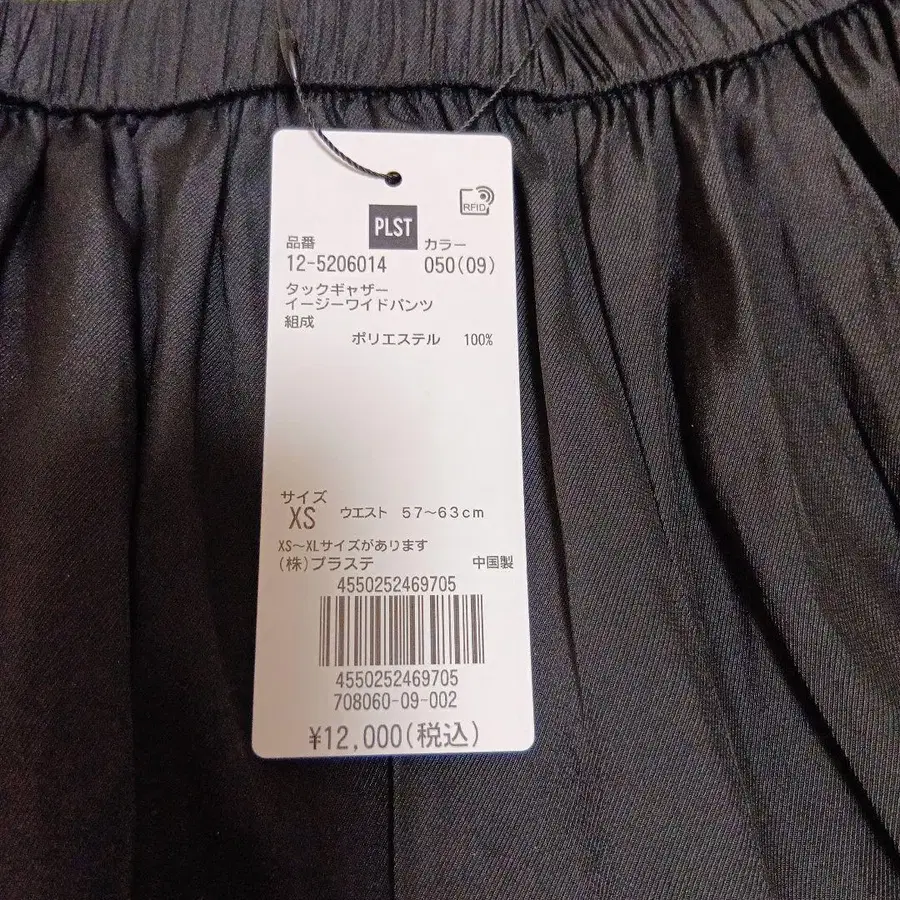 RFID
PLST
品番 カラー
12-5206014 050(09)
タックギャザー
イージーワイドパンツ
組成
ポリエステル 100%
サイズ
XS ウエスト 57〜63cm
XS〜XLサイズがあります
(株)プラステ 中国製
4550252469705
4550252469705
708060-09-002
¥12,000(税込)